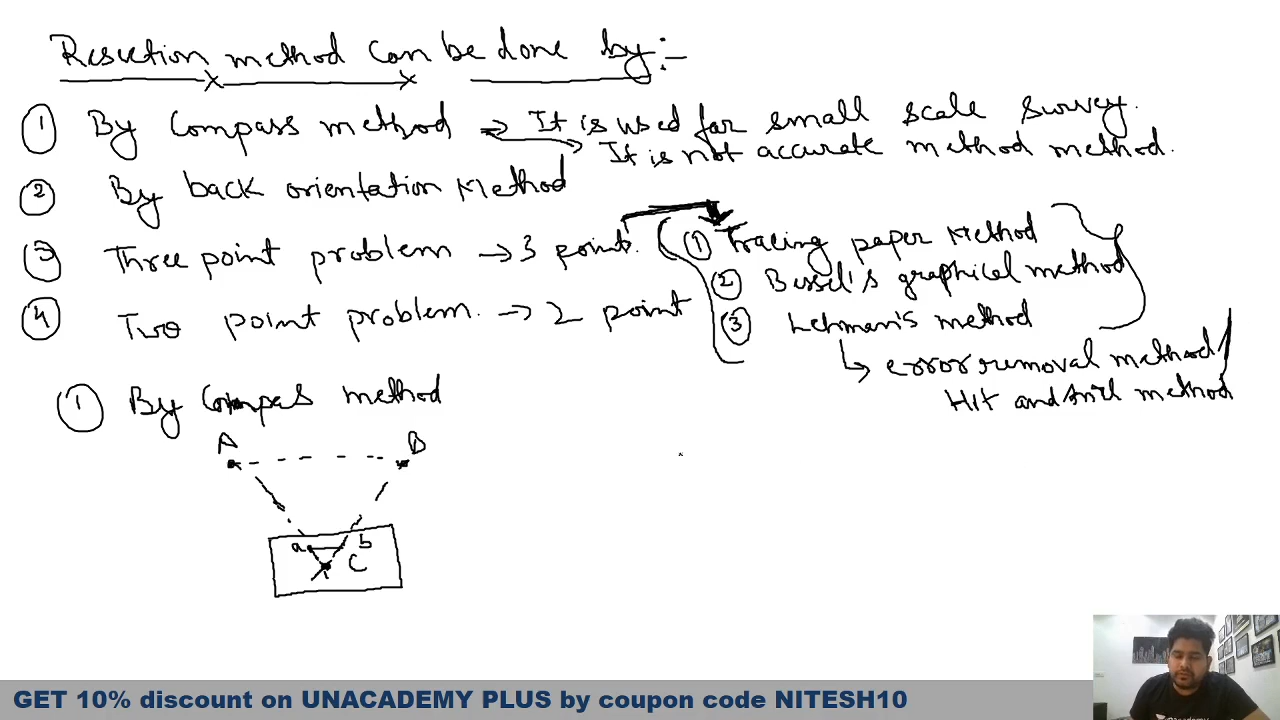 Resection method can be done by:-
① By Compass method → It is used for small scale survey.
→ It is not accurate method method.
② By back orientation Method
③ Three point problem → 3 point. ① Tracing paper Method
② Bessel's graphical method
④ Two point problem. → 2 point
③ Lehman's method
↳ error removal method/
Hit and trial method
① By Compas method
A B
a b
C
GET 10% discount on UNACADEMY PLUS by coupon code NITESH10